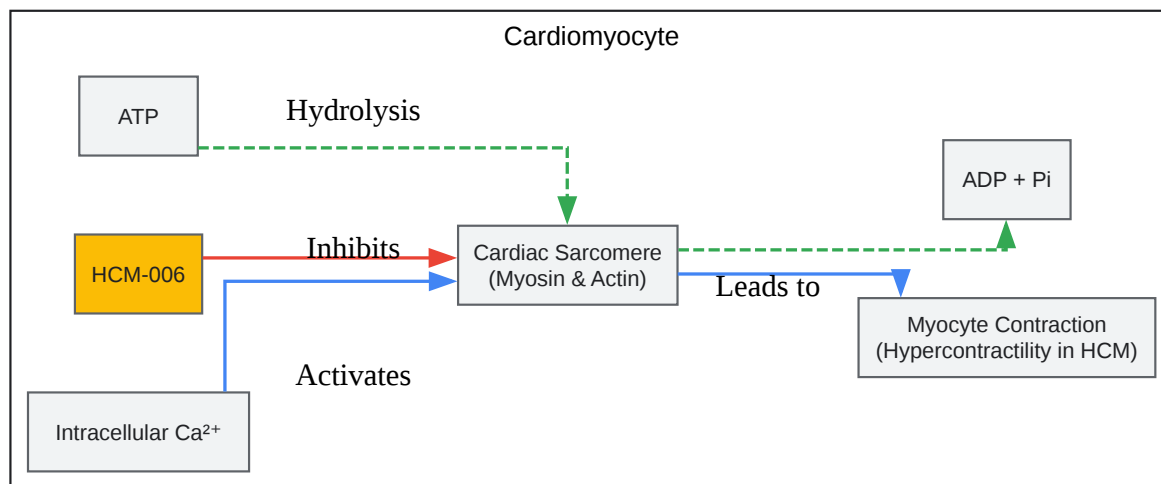 Cardiomyocyte
ATP
Hydrolysis
ADP + Pi
HCM-006
Inhibits
Cardiac Sarcomere
(Myosin & Actin)
Leads to
Myocyte Contraction
(Hypercontractility in HCM)
Activates
Intracellular Ca²⁺